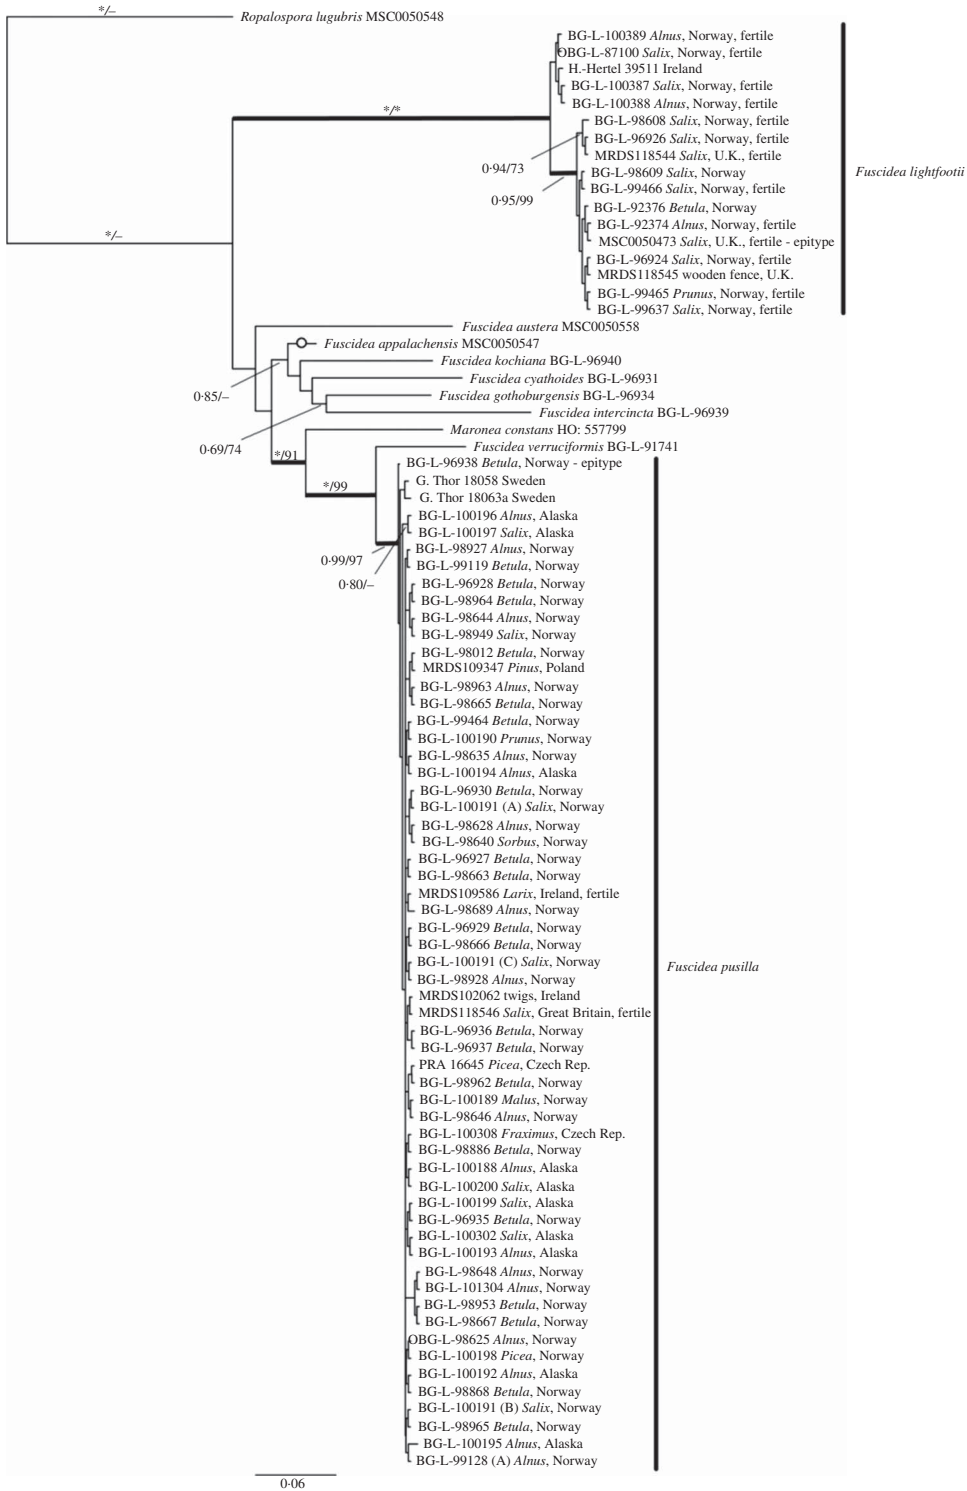 */–
Ropalospora lugubris MSC0050548
BG-L-100389 Alnus, Norway, fertile
OBG-L-87100 Salix, Norway, fertile
H.-Hertel 39511 Ireland
BG-L-100387 Salix, Norway, fertile
*/*
BG-L-100388 Alnus, Norway, fertile
BG-L-98608 Salix, Norway, fertile
BG-L-96926 Salix, Norway, fertile
MRDS118544 Salix, U.K., fertile
0·94/73
BG-L-98609 Salix, Norway
Fuscidea lightfootii
BG-L-99466 Salix, Norway, fertile
0·95/99
BG-L-92376 Betula, Norway
BG-L-92374 Alnus, Norway, fertile
*/–
MSC0050473 Salix, U.K., fertile - epitype
BG-L-96924 Salix, Norway, fertile
MRDS118545 wooden fence, U.K.
BG-L-99465 Prunus, Norway, fertile
BG-L-99637 Salix, Norway, fertile
Fuscidea austera MSC0050558
Fuscidea appalachensis MSC0050547
Fuscidea kochiana BG-L-96940
Fuscidea cyathoides BG-L-96931
0·85/–
Fuscidea gothoburgensis BG-L-96934
Fuscidea intercincta BG-L-96939
Maronea constans HO: 557799
0·69/74
Fuscidea verruciformis BG-L-91741
*/91
BG-L-96938 Betula, Norway - epitype
G. Thor 18058 Sweden
*/99
G. Thor 18063a Sweden
BG-L-100196 Alnus, Alaska
BG-L-100197 Salix, Alaska
BG-L-98927 Alnus, Norway
0·99/97
BG-L-99119 Betula, Norway
0·80/–
BG-L-96928 Betula, Norway
BG-L-98964 Betula, Norway
BG-L-98644 Alnus, Norway
BG-L-98949 Salix, Norway
BG-L-98012 Betula, Norway
MRDS109347 Pinus, Poland
BG-L-98963 Alnus, Norway
BG-L-98665 Betula, Norway
BG-L-99464 Betula, Norway
BG-L-100190 Prunus, Norway
BG-L-98635 Alnus, Norway
BG-L-100194 Alnus, Alaska
BG-L-96930 Betula, Norway
BG-L-100191 (A) Salix, Norway
BG-L-98628 Alnus, Norway
BG-L-98640 Sorbus, Norway
BG-L-96927 Betula, Norway
BG-L-98663 Betula, Norway
MRDS109586 Larix, Ireland, fertile
BG-L-98689 Alnus, Norway
BG-L-96929 Betula, Norway
BG-L-98666 Betula, Norway
BG-L-100191 (C) Salix, Norway
Fuscidea pusilla
BG-L-98928 Alnus, Norway
MRDS102062 twigs, Ireland
MRDS118546 Salix, Great Britain, fertile
BG-L-96936 Betula, Norway
BG-L-96937 Betula, Norway
PRA 16645 Picea, Czech Rep.
BG-L-98962 Betula, Norway
BG-L-100189 Malus, Norway
BG-L-98646 Alnus, Norway
BG-L-100308 Fraximus, Czech Rep.
BG-L-98886 Betula, Norway
BG-L-100188 Alnus, Alaska
BG-L-100200 Salix, Alaska
BG-L-100199 Salix, Alaska
BG-L-96935 Betula, Norway
BG-L-100302 Salix, Alaska
BG-L-100193 Alnus, Alaska
BG-L-98648 Alnus, Norway
BG-L-101304 Alnus, Norway
BG-L-98953 Betula, Norway
BG-L-98667 Betula, Norway
OBG-L-98625 Alnus, Norway
BG-L-100198 Picea, Norway
BG-L-100192 Alnus, Alaska
BG-L-98868 Betula, Norway
BG-L-100191 (B) Salix, Norway
BG-L-98965 Betula, Norway
BG-L-100195 Alnus, Alaska
BG-L-99128 (A) Alnus, Norway
0·06